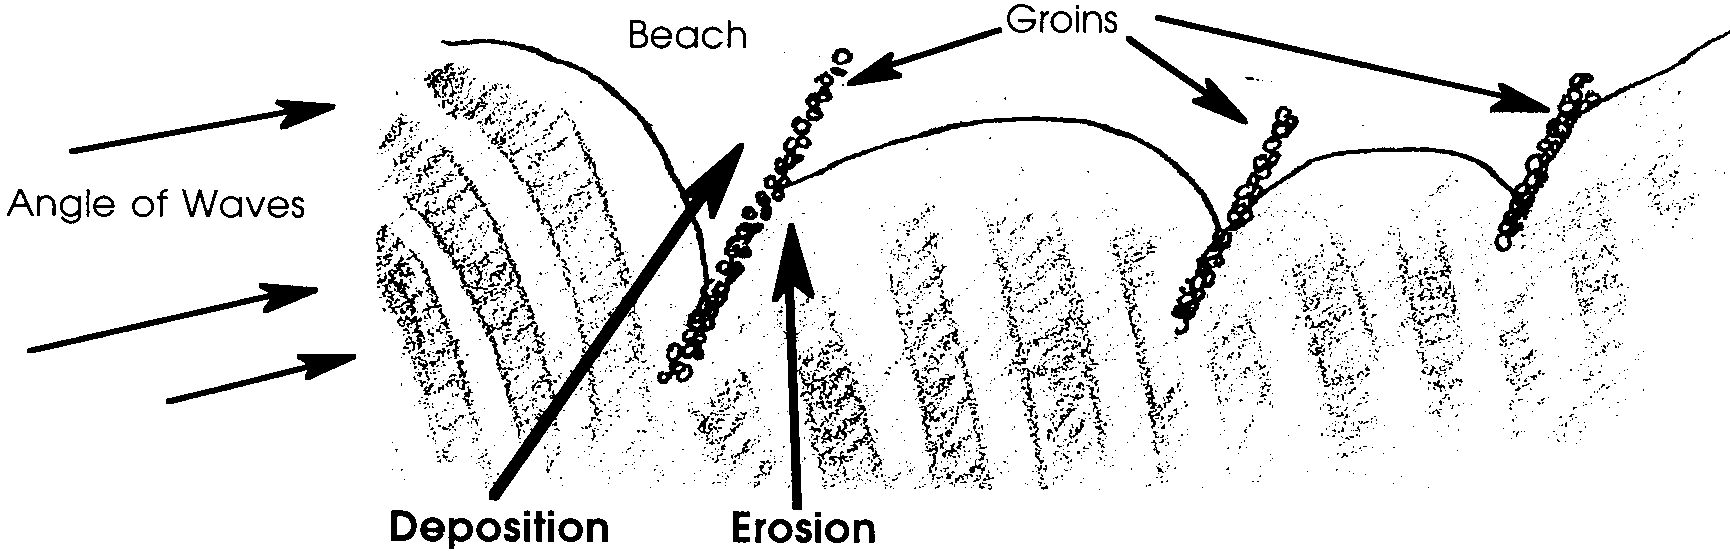 Beach
Groins
Angle of Waves
Deposition
Erosion